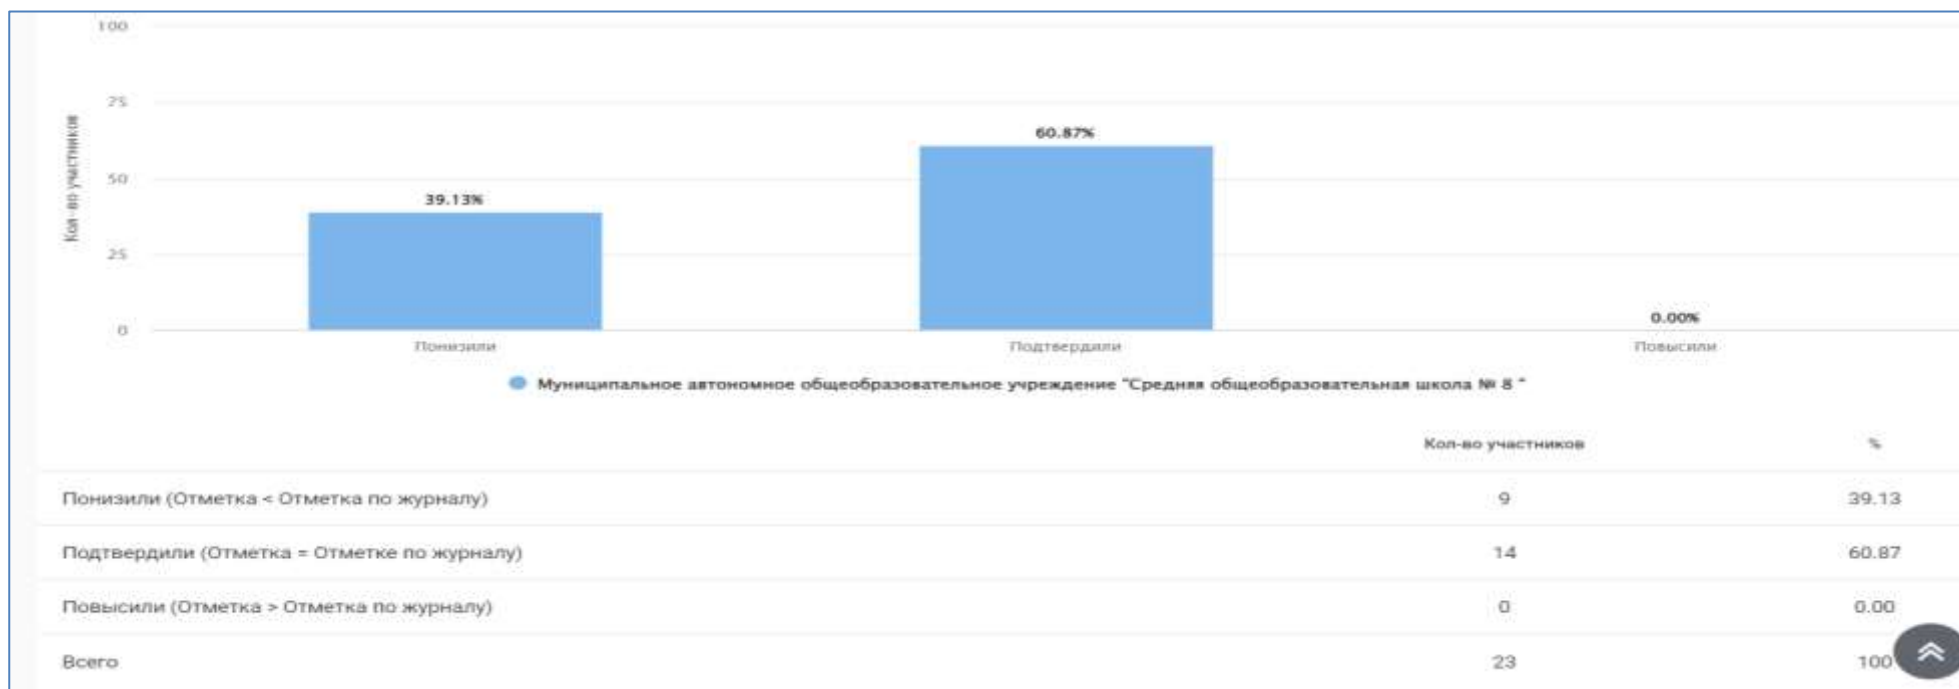 100
75
50
25
0
Кол-во участников
39.13%
60.87%
0.00%
Понизили
Подтвердили
Повысили
Муниципальное автономное общеобразовательное учреждение "Средняя общеобразовательная школа № 8 "
Кол-во участников %
Понизили (Отметка < Отметка по журналу) 9 39.13
Подтвердили (Отметка = Отметке по журналу) 14 60.87
Повысили (Отметка > Отметка по журналу) 0 0.00
Всего 23 100